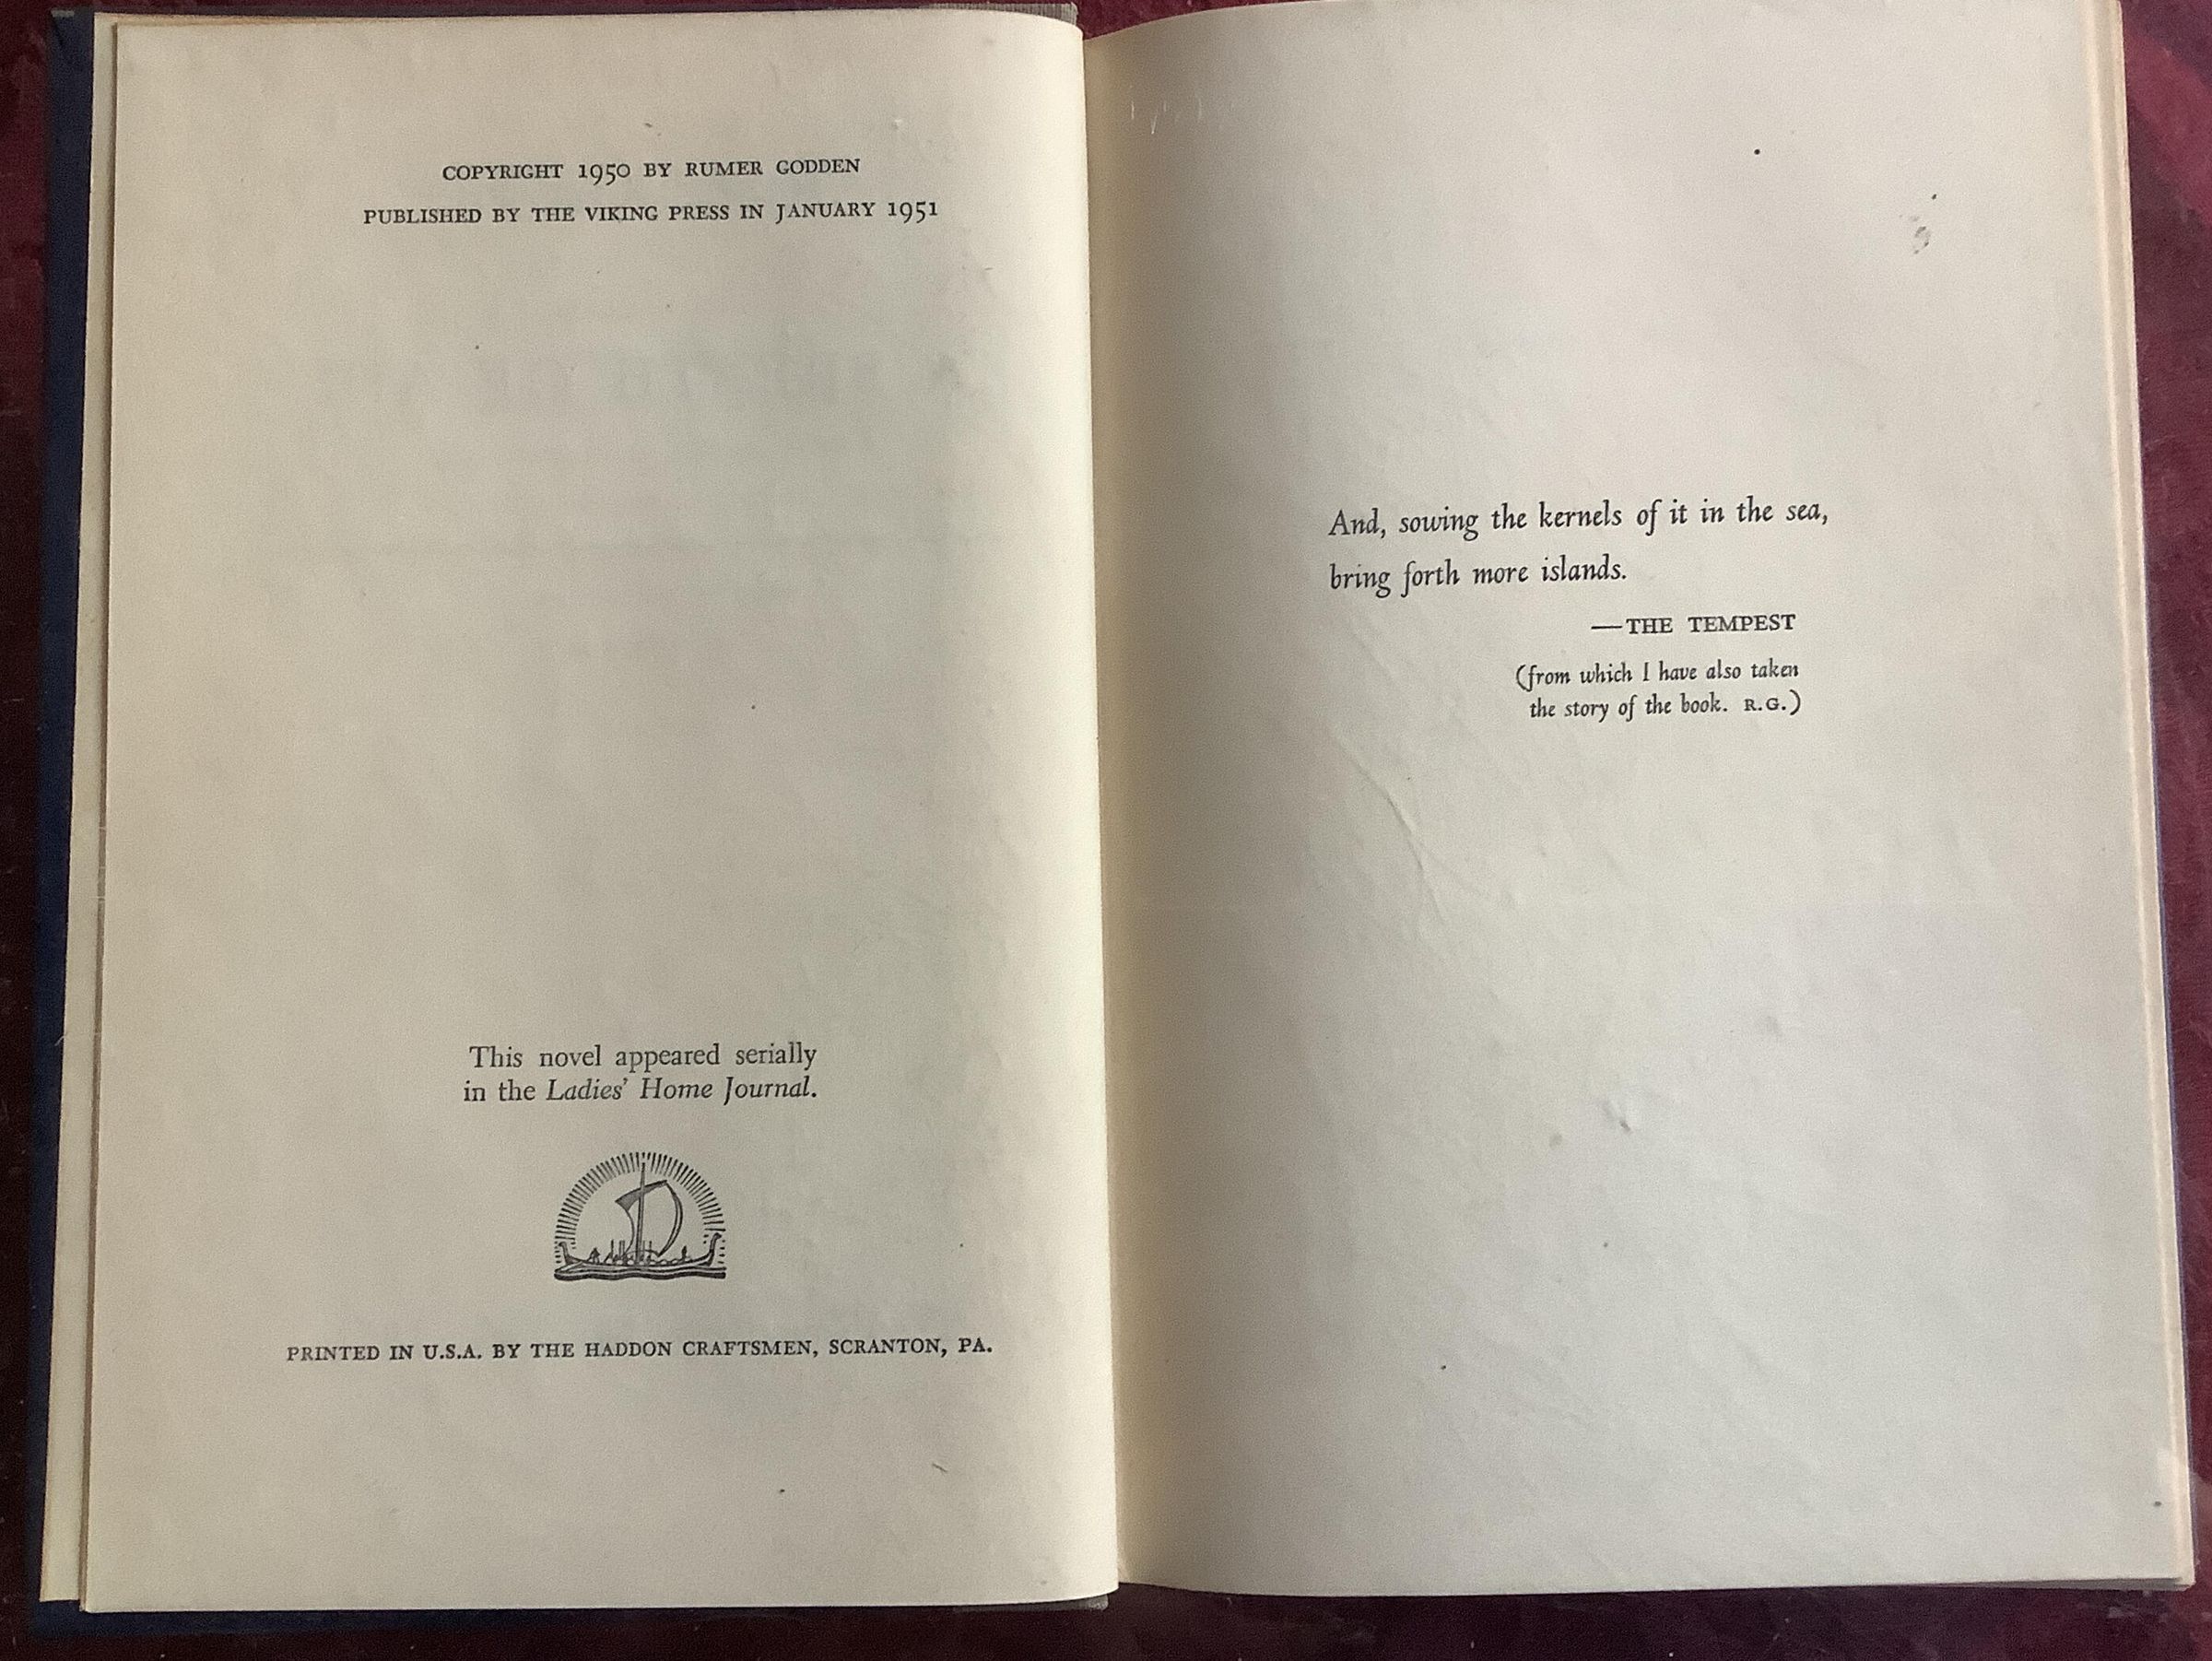 COPYRIGHT 1950 BY RUMER GODDEN
PUBLISHED BY THE VIKING PRESS IN JANUARY 1951
This novel appeared serially
in the Ladies' Home Journal.
PRINTED IN U.S.A. BY THE HADDON CRAFTSMEN, SCRANTON, PA.
And, sowing the kernels of it in the sea,
bring forth more islands.
—THE TEMPEST
(from which I have also taken
the story of the book. R.G.)